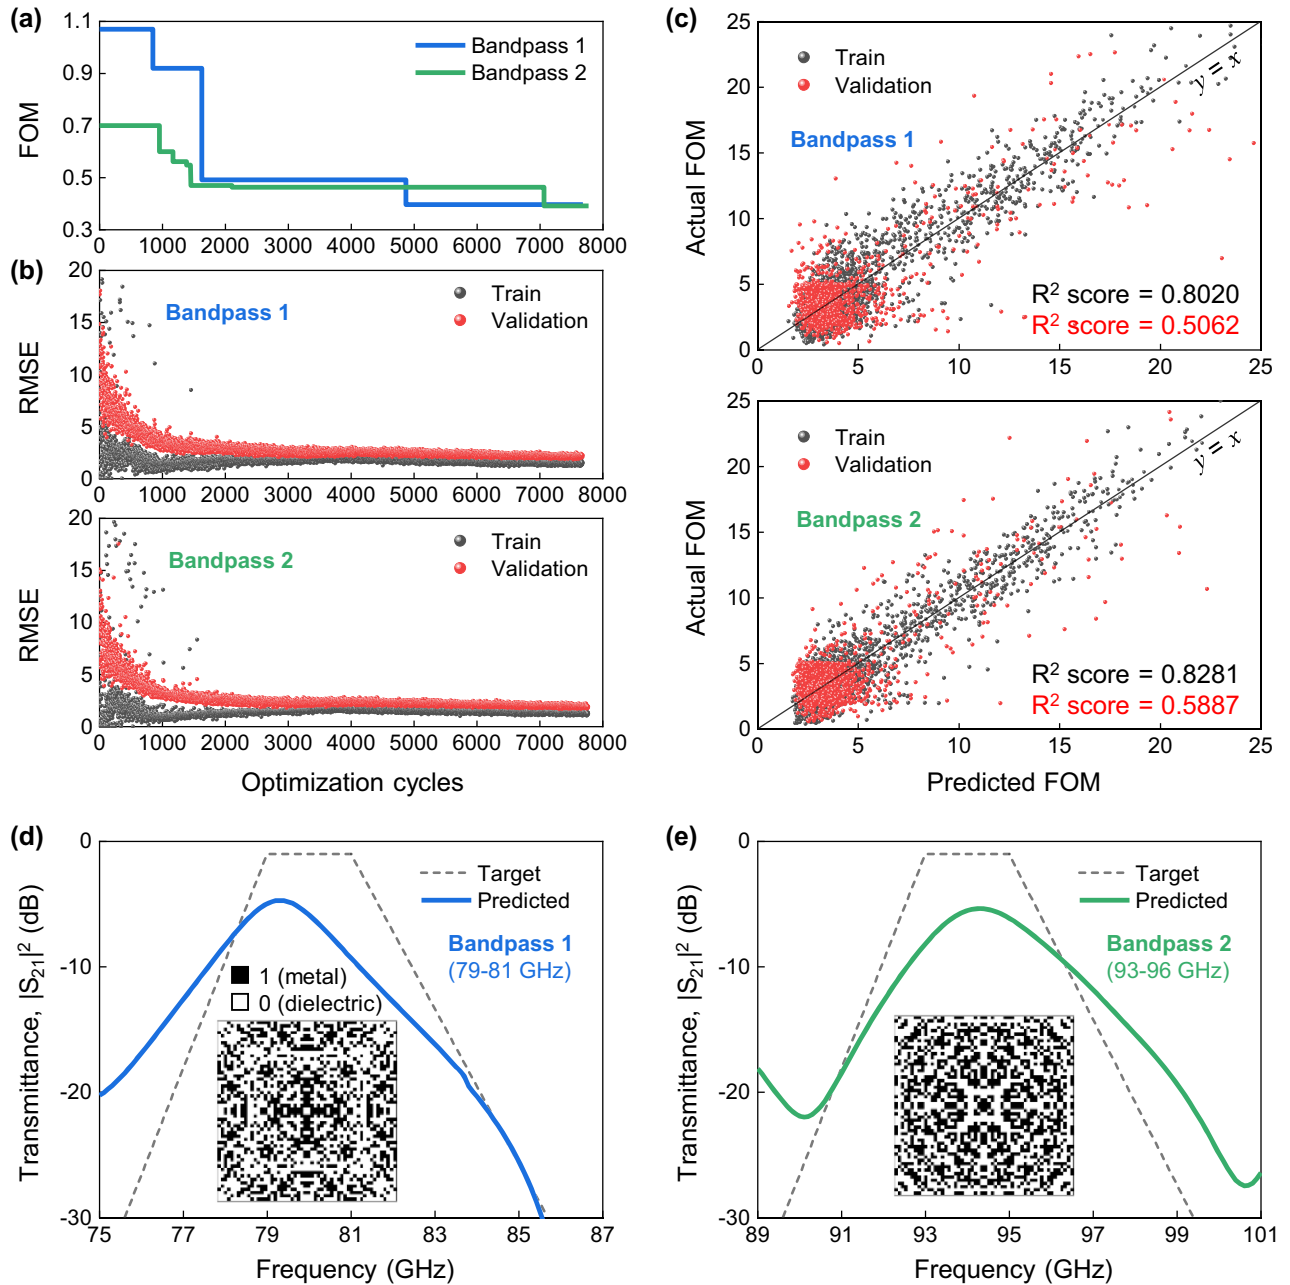 (a)
1.1
0.9
0.7
0.5
0.3
FOM
Bandpass 1
Bandpass 2
0 1000 2000 3000 4000 5000 6000 7000 8000
(b)
20
15
10
5
0
RMSE
Bandpass 1
Train
Validation
0 1000 2000 3000 4000 5000 6000 7000 8000
20
15
10
5
0
RMSE
Bandpass 2
Train
Validation
0 1000 2000 3000 4000 5000 6000 7000 8000
Optimization cycles
(c)
25
20
15
10
5
0
Actual FOM
Train
Validation
Bandpass 1
y = x
R² score = 0.8020
R² score = 0.5062
0 5 10 15 20 25
25
20
15
10
5
0
Actual FOM
Train
Validation
Bandpass 2
y = x
R² score = 0.8281
R² score = 0.5887
0 5 10 15 20 25
Predicted FOM
(d)
0
-10
-20
-30
Transmittance, |S₂₁|² (dB)
Target
Predicted
Bandpass 1
(79-81 GHz)
1 (metal)
0 (dielectric)
75 77 79 81 83 85 87
Frequency (GHz)
(e)
0
-10
-20
-30
Transmittance, |S₂₁|² (dB)
Target
Predicted
Bandpass 2
(93-96 GHz)
89 91 93 95 97 99 101
Frequency (GHz)